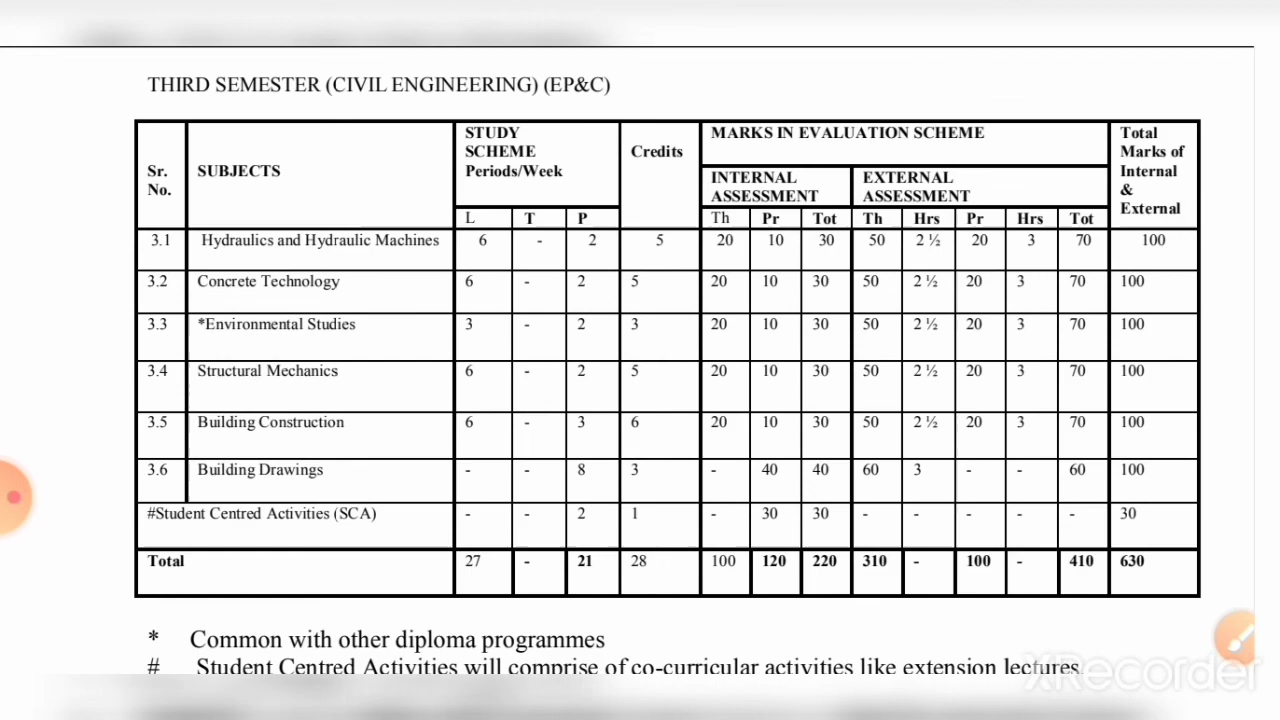 THIRD SEMESTER (CIVIL ENGINEERING) (EP&C)
Sr. No. SUBJECTS STUDY SCHEME Periods/Week Credits MARKS IN EVALUATION SCHEME Total Marks of Internal & External
INTERNAL ASSESSMENT EXTERNAL ASSESSMENT
L T P Th Pr Tot Th Hrs Pr Hrs Tot
3.1 Hydraulics and Hydraulic Machines 6 - 2 5 20 10 30 50 2 ½ 20 3 70 100
3.2 Concrete Technology 6 - 2 5 20 10 30 50 2 ½ 20 3 70 100
3.3 *Environmental Studies 3 - 2 3 20 10 30 50 2 ½ 20 3 70 100
3.4 Structural Mechanics 6 - 2 5 20 10 30 50 2 ½ 20 3 70 100
3.5 Building Construction 6 - 3 6 20 10 30 50 2 ½ 20 3 70 100
3.6 Building Drawings - - 8 3 - 40 40 60 3 - - 60 100
#Student Centred Activities (SCA) - - 2 1 - 30 30 - - - - - 30
Total 27 - 21 28 100 120 220 310 - 100 - 410 630
* Common with other diploma programmes
# Student Centred Activities will comprise of co-curricular activities like extension lectures,
XRecorder